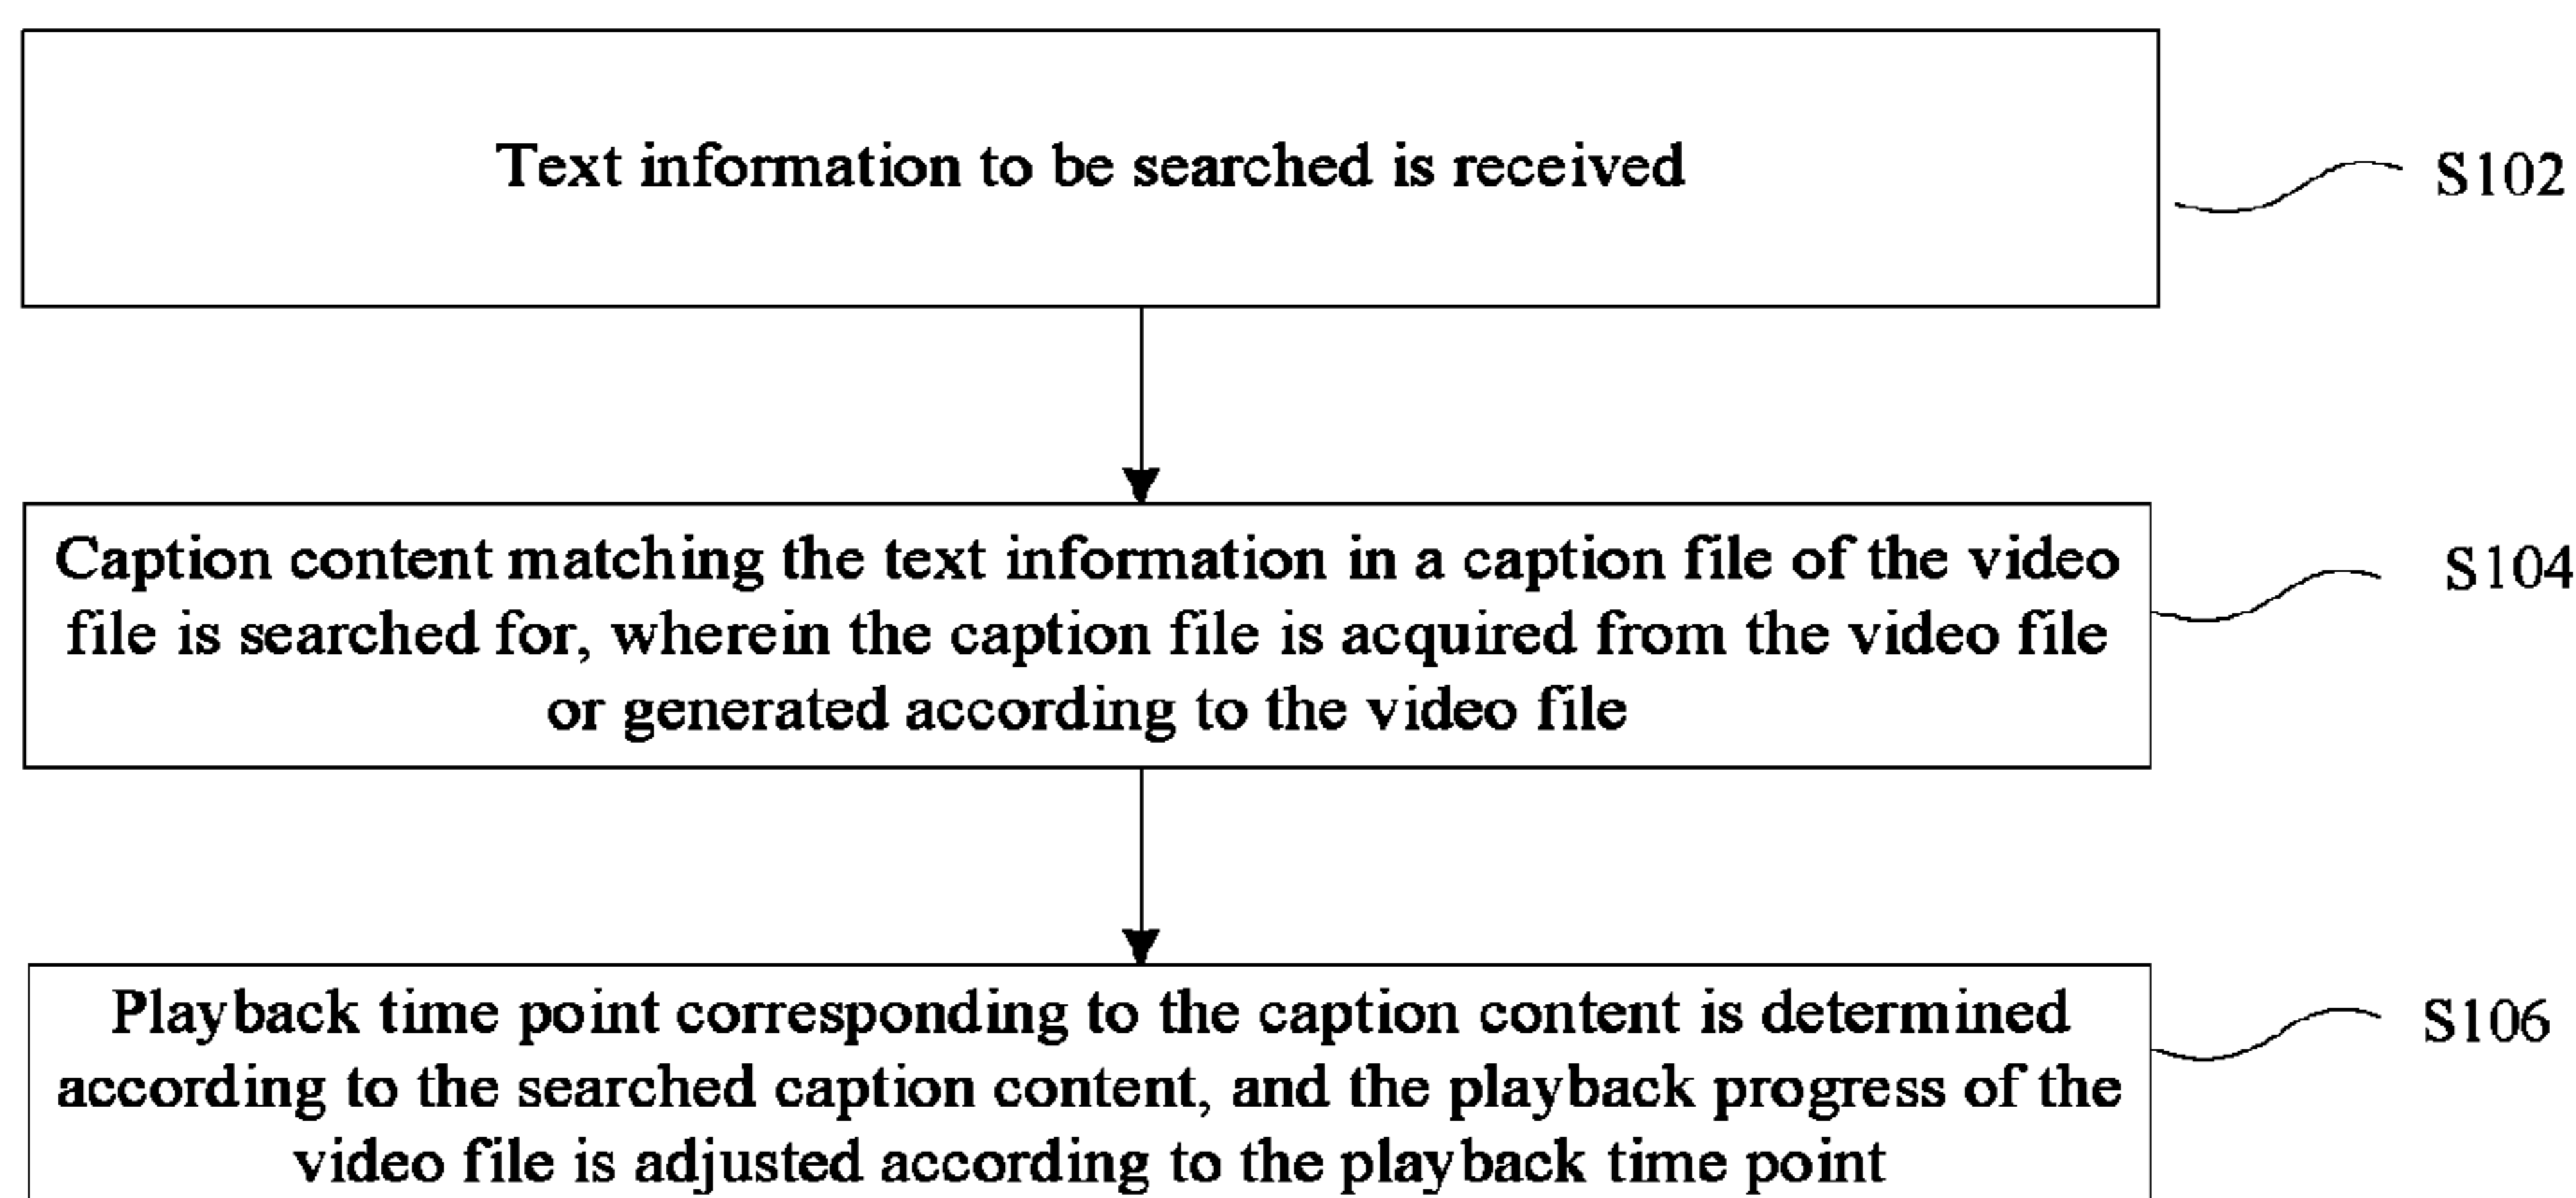 Text information to be searched is received
S102
Caption content matching the text information in a caption file of the video
file is searched for, wherein the caption file is acquired from the video file
or generated according to the video file
S104
Playback time point corresponding to the caption content is determined
according to the searched caption content, and the playback progress of the
video file is adjusted according to the playback time point
S106